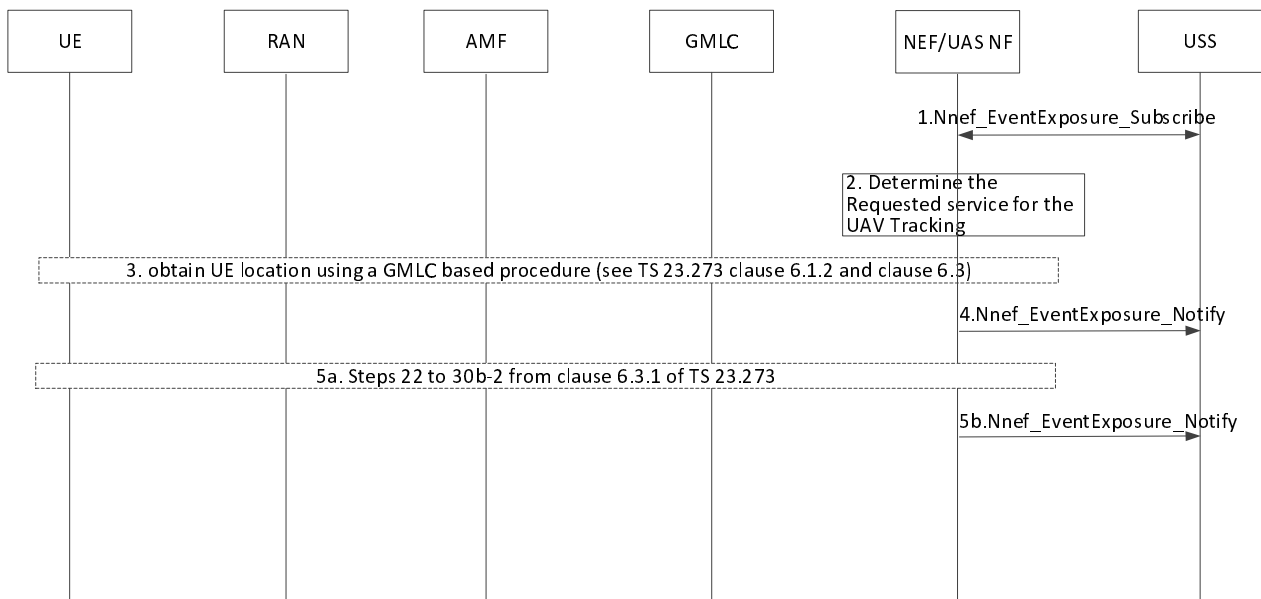 UE
RAN
AMF
GMLC
NEF/UAS NF
USS
1.Nnef_EventExposure_Subscribe
2. Determine the
Requested service for the
UAV Tracking
3. obtain UE location using a GMLC based procedure (see TS 23.273 clause 6.1.2 and clause 6.3)
4.Nnef_EventExposure_Notify
5a. Steps 22 to 30b-2 from clause 6.3.1 of TS 23.273
5b.Nnef_EventExposure_Notify